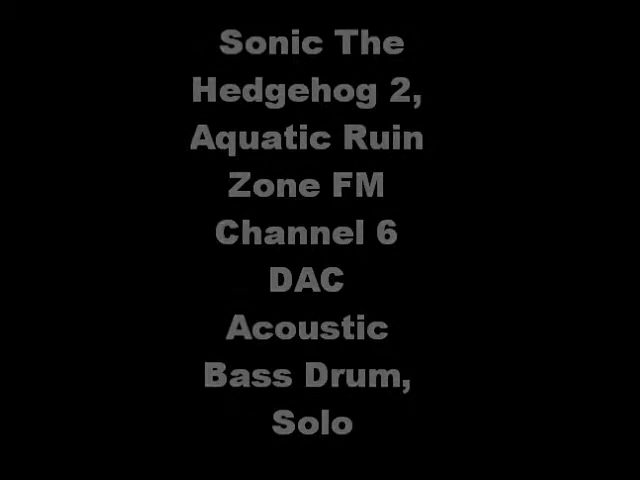 Sonic The
Hedgehog 2,
Aquatic Ruin
Zone FM
Channel 6
DAC
Acoustic
Bass Drum,
Solo